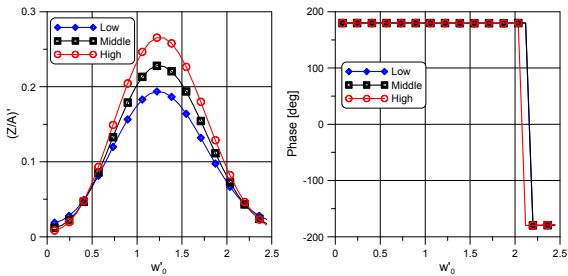 0.3
0.2
0.1
0
(Z/A)'
Low
Middle
High
0 0.5 1 1.5 2 2.5
w'₀
200
100
0
-100
-200
Phase [deg]
Low
Middle
High
0 0.5 1 1.5 2 2.5
w'₀